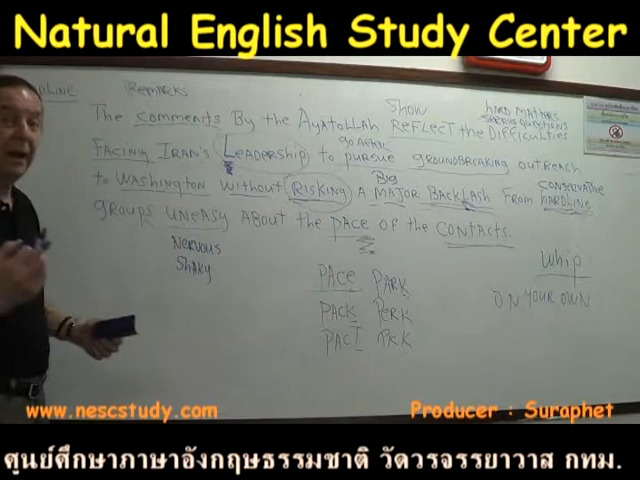 Natural English Study Center
Remarks
Show
HARD MATTERS
SERIOUS QUESTIONS
The comments By the AYATOLLAH REFLECT the DIFFICULTIES
go AFTER
FACING IRAN'S Leadership to pursue GROUNDBREAKING outreach
Big
CONSERVATIVE
to WASHINGTON without RISKING A MAJOR BACKLASH From HARDLINE
groups UNEASY ABOUT the PACE of the CONTACTS.
NERVOUS
Shaky
Whip
ON YOUR OWN
PACE PARK
PACK PERK
PACT
www.nescstudy.com
Producer : Suraphet
ศูนย์ศึกษาภาษาอังกฤษธรรมชาติ วัดวรจรรยาวาส กทม.